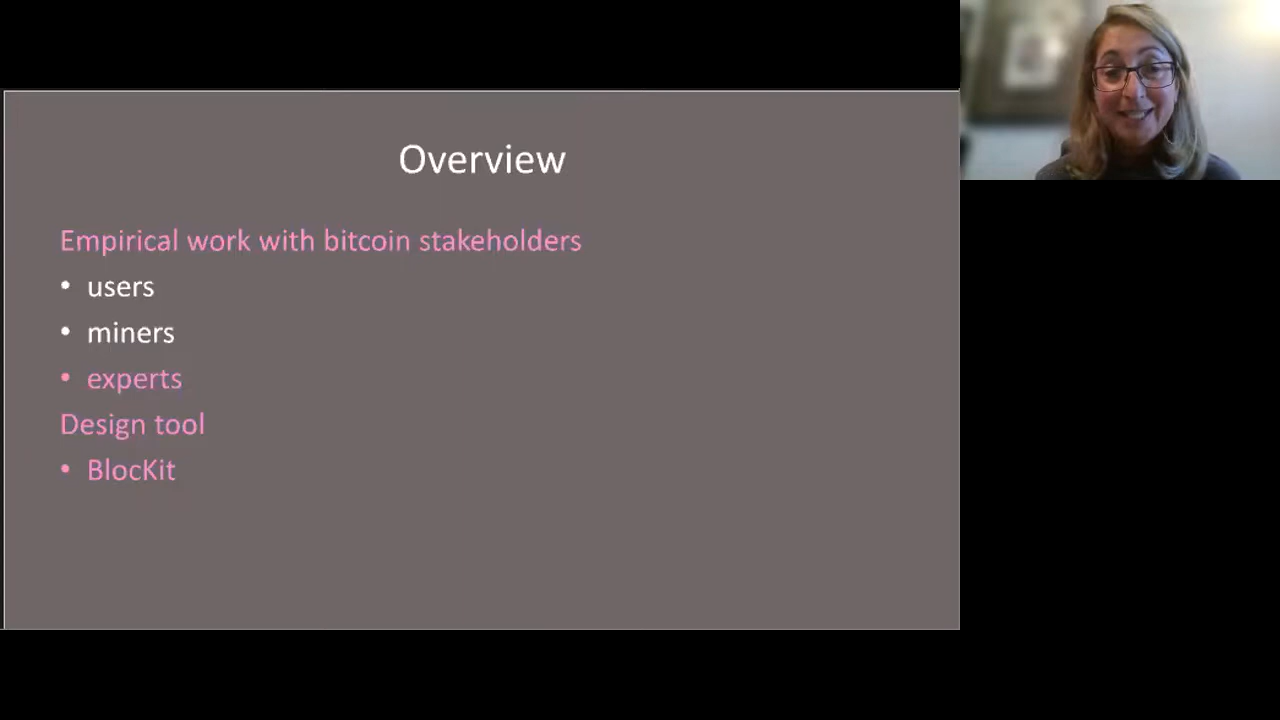 Overview
Empirical work with bitcoin stakeholders
• users
• miners
• experts
Design tool
• BlocKit